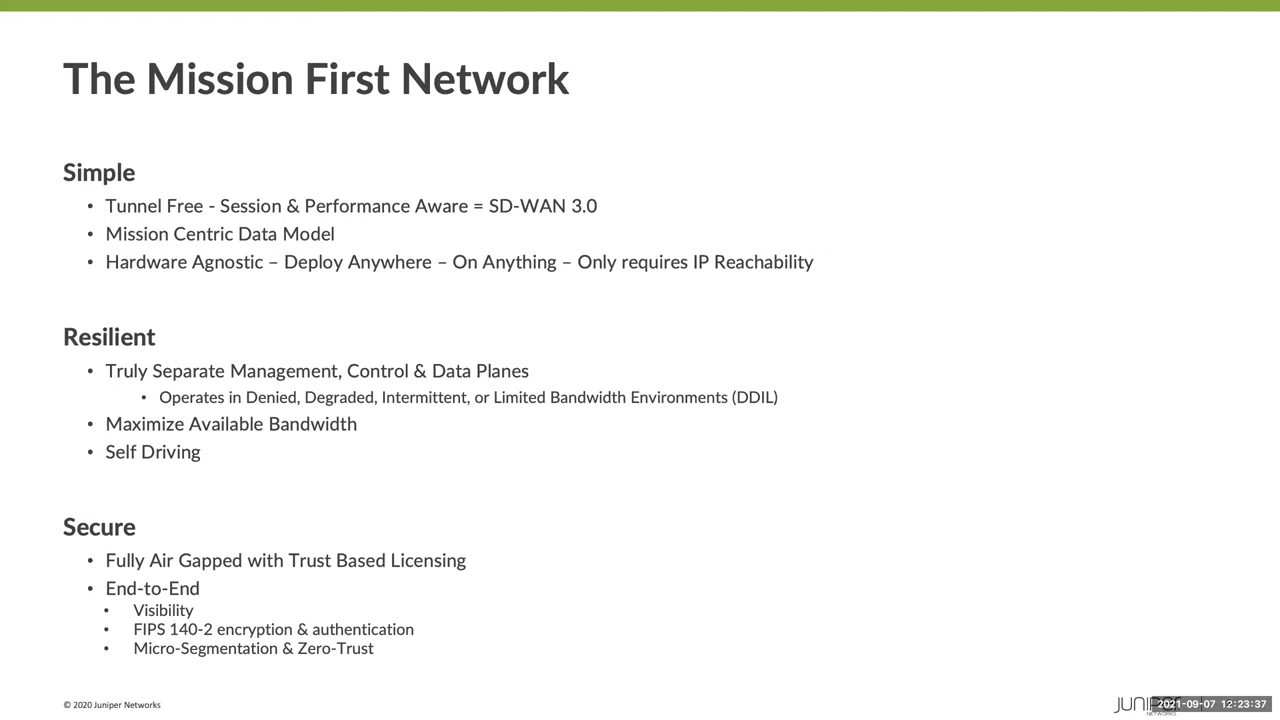 The Mission First Network
Simple
• Tunnel Free - Session & Performance Aware = SD-WAN 3.0
• Mission Centric Data Model
• Hardware Agnostic – Deploy Anywhere – On Anything – Only requires IP Reachability
Resilient
• Truly Separate Management, Control & Data Planes
• Operates in Denied, Degraded, Intermittent, or Limited Bandwidth Environments (DDIL)
• Maximize Available Bandwidth
• Self Driving
Secure
• Fully Air Gapped with Trust Based Licensing
• End-to-End
• Visibility
• FIPS 140-2 encryption & authentication
• Micro-Segmentation & Zero-Trust
© 2020 Juniper Networks
JUNIPER
NETWORKS
2021-09-07 12:23:37